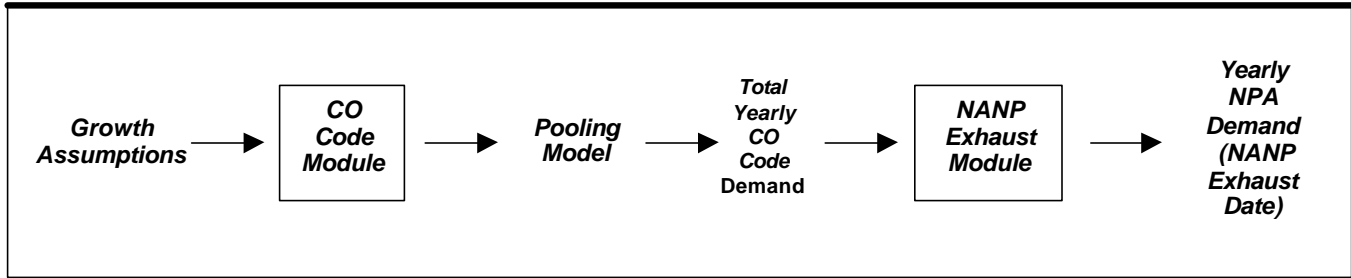 Growth
Assumptions
CO
Code
Module
Pooling
Model
Total
Yearly
CO
Code
Demand
NANP
Exhaust
Module
Yearly
NPA
Demand
(NANP
Exhaust
Date)